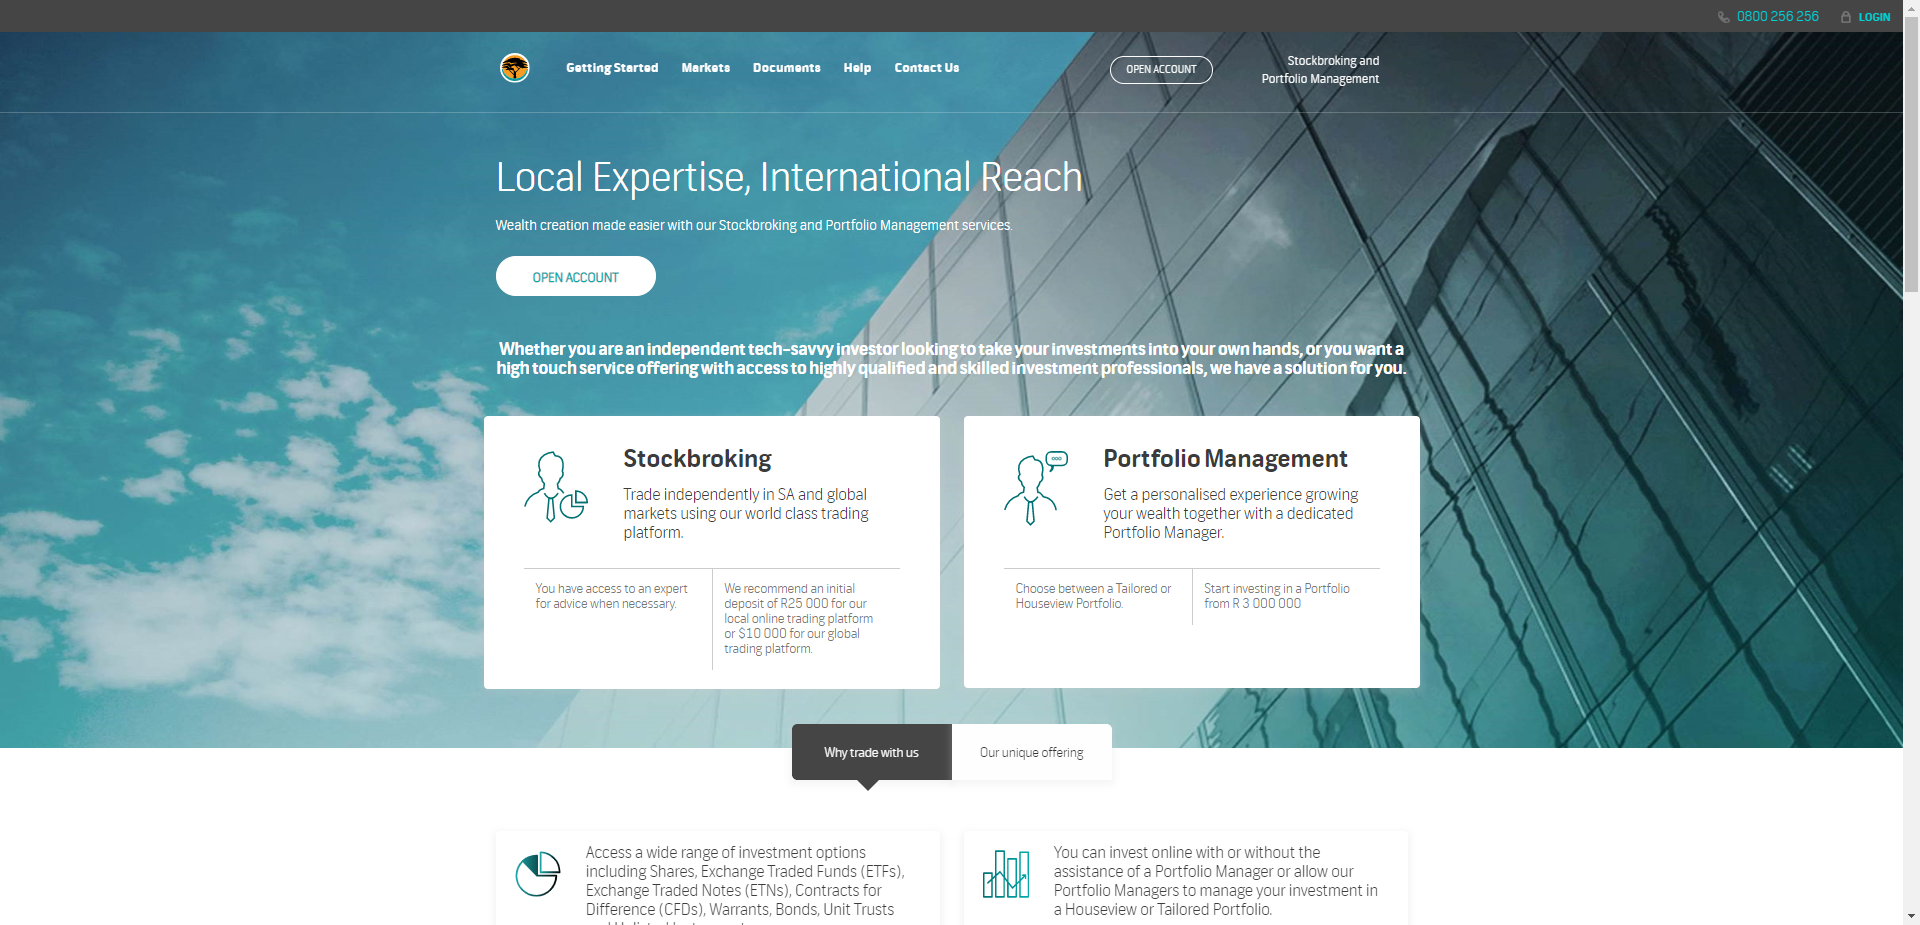 0800 256 256
LOGIN
Getting Started
Markets
Documents
Help
Contact Us
OPEN ACCOUNT
Stockbroking and
Portfolio Management
Local Expertise, International Reach
Wealth creation made easier with our Stockbroking and Portfolio Management services.
OPEN ACCOUNT
Whether you are an independent tech-savvy investor looking to take your investments into your own hands, or you want a
high touch service offering with access to highly qualified and skilled investment professionals, we have a solution for you.
Stockbroking
Trade independently in SA and global
markets using our world class trading
platform.
You have access to an expert
for advice when necessary.
We recommend an initial
deposit of R25 000 for our
local online trading platform
or $10 000 for our global
trading platform.
Portfolio Management
Get a personalised experience growing
your wealth together with a dedicated
Portfolio Manager.
Choose between a Tailored or
Houseview Portfolio.
Start investing in a Portfolio
from R 3 000 000
Why trade with us
Our unique offering
Access a wide range of investment options
including Shares, Exchange Traded Funds (ETFs),
Exchange Traded Notes (ETNs), Contracts for
Difference (CFDs), Warrants, Bonds, Unit Trusts
You can invest online with or without the
assistance of a Portfolio Manager or allow our
Portfolio Managers to manage your investment in
a Houseview or Tailored Portfolio.